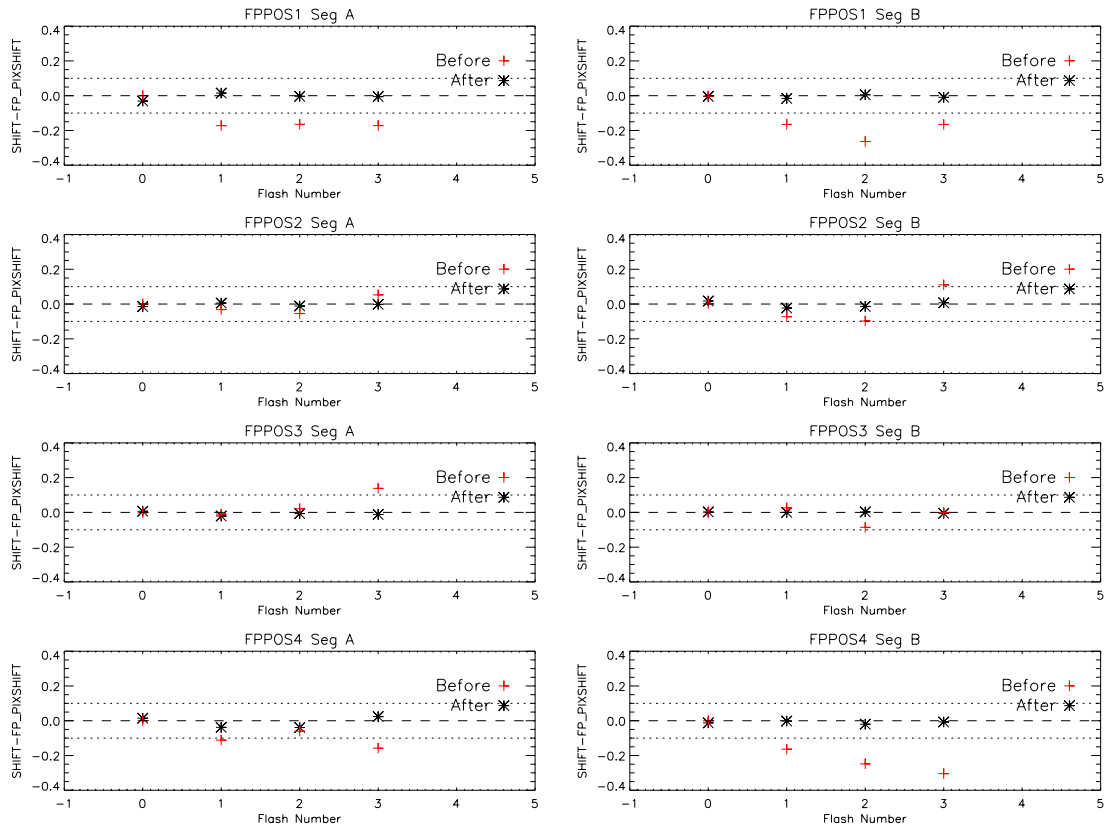 FPPOS1 Seg A
SHIFT-FP_PIXSHIFT
0.4
0.2
0.0
-0.2
-0.4
Before +
After
-1 0 1 2 3 4 5
Flash Number
FPPOS1 Seg B
SHIFT-FP_PIXSHIFT
0.4
0.2
0.0
-0.2
-0.4
Before +
After
-1 0 1 2 3 4 5
Flash Number
FPPOS2 Seg A
SHIFT-FP_PIXSHIFT
0.4
0.2
0.0
-0.2
-0.4
Before +
After
-1 0 1 2 3 4 5
Flash Number
FPPOS2 Seg B
SHIFT-FP_PIXSHIFT
0.4
0.2
0.0
-0.2
-0.4
Before +
After
-1 0 1 2 3 4 5
Flash Number
FPPOS3 Seg A
SHIFT-FP_PIXSHIFT
0.4
0.2
0.0
-0.2
-0.4
Before +
After
-1 0 1 2 3 4 5
Flash Number
FPPOS3 Seg B
SHIFT-FP_PIXSHIFT
0.4
0.2
0.0
-0.2
-0.4
Before +
After
-1 0 1 2 3 4 5
Flash Number
FPPOS4 Seg A
SHIFT-FP_PIXSHIFT
0.4
0.2
0.0
-0.2
-0.4
Before +
After
-1 0 1 2 3 4 5
Flash Number
FPPOS4 Seg B
SHIFT-FP_PIXSHIFT
0.4
0.2
0.0
-0.2
-0.4
Before +
After
-1 0 1 2 3 4 5
Flash Number